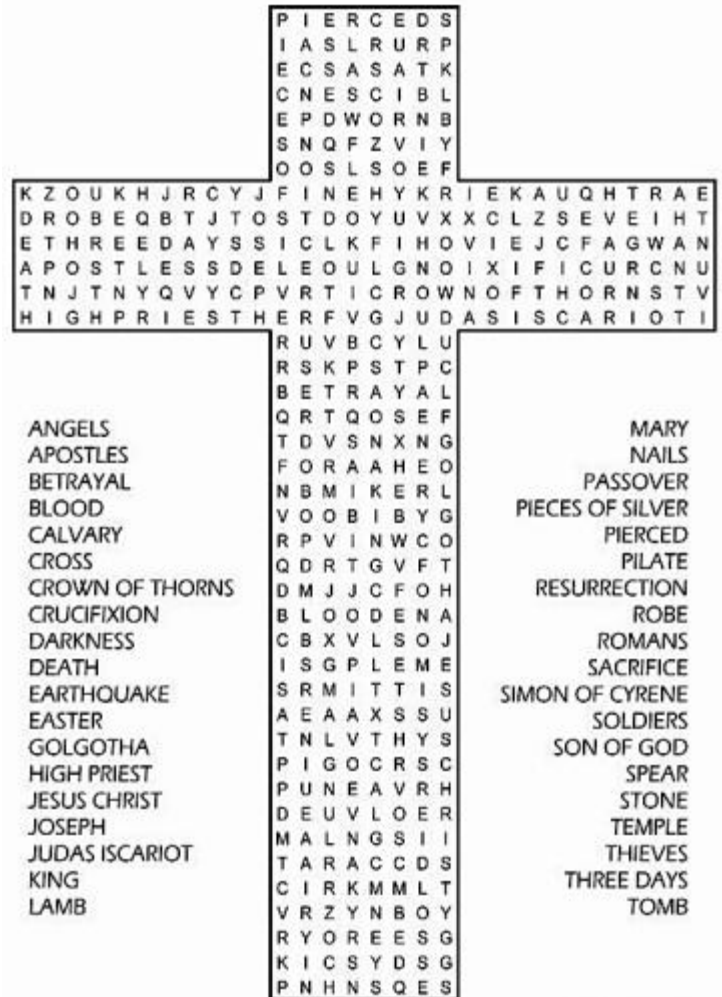 P I E R C E D S
I A S L R U R P
E C S A S A T K
C N E S C I B L
E P D W O R N B
S N Q F Z V I Y
O O S L S O E F
K Z O U K H J R C Y J F I N E H Y K R I E K A U Q H T R A E
D R O B E Q B T J T O S T D O Y U V X X C L Z S E V E I H T
E T H R E E D A Y S S I C L K F I H O V I E J C F A G W A N
A P O S T L E S S D E L E O U L G N O I X I F I C U R C N U
T N J T N Y Q V Y C P V R T I C R O W N O F T H O R N S T V
H I G H P R I E S T H E R F V G J U D A S I S C A R I O T I
R U V B C Y L U
R S K P S T P C
B E T R A Y A L
Q R T Q O S E F
T D V S N X N G
F O R A A H E O
N B M I K E R L
V O O B I B Y G
R P V I N W C O
Q D R T G V F T
D M J J C F O H
B L O O D E N A
C B X V L S O J
I S G P L E M E
S R M I T T I S
A E A A X S S U
T N L V T H Y S
P I G O C R S C
P U N E A V R H
D E U V L O E R
M A L N G S I I
T A R A C C D S
C I R K M M L T
V R Z Y N B O Y
R Y O R E E S G
K I C S Y D S G
P N H N S Q E S
ANGELS
APOSTLES
BETRAYAL
BLOOD
CALVARY
CROSS
CROWN OF THORNS
CRUCIFIXION
DARKNESS
DEATH
EARTHQUAKE
EASTER
GOLGOTHA
HIGH PRIEST
JESUS CHRIST
JOSEPH
JUDAS ISCARIOT
KING
LAMB
MARY
NAILS
PASSOVER
PIECES OF SILVER
PIERCED
PILATE
RESURRECTION
ROBE
ROMANS
SACRIFICE
SIMON OF CYRENE
SOLDIERS
SON OF GOD
SPEAR
STONE
TEMPLE
THIEVES
THREE DAYS
TOMB